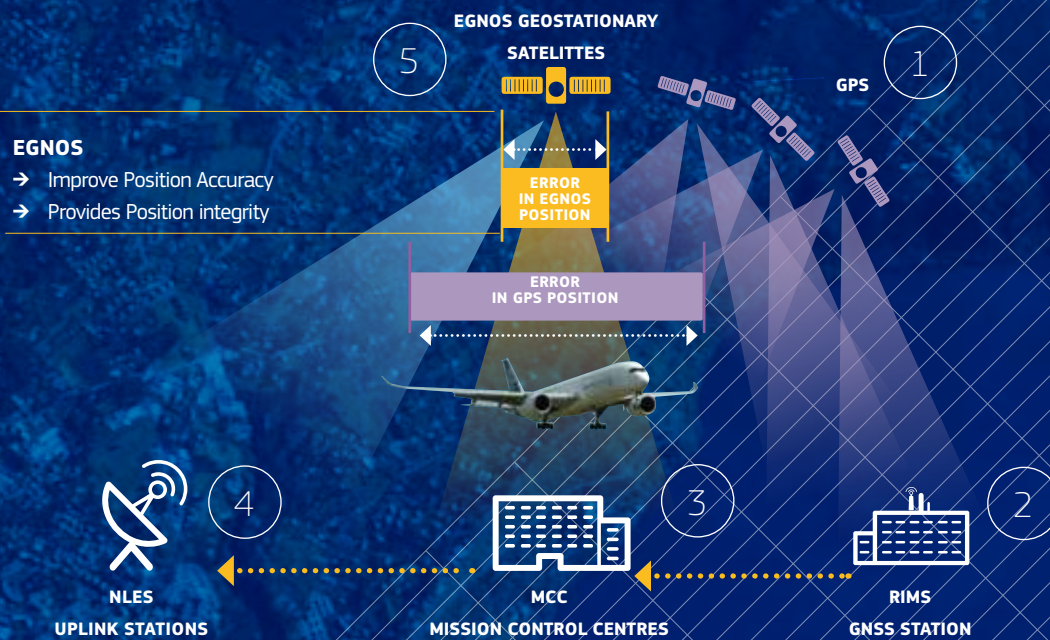 EGNOS GEOSTATIONARY
SATELITTES
5
GPS
1
EGNOS
→ Improve Position Accuracy
→ Provides Position integrity
ERROR
IN EGNOS
POSITION
ERROR
IN GPS POSITION
4
3
2
NLES
UPLINK STATIONS
MCC
MISSION CONTROL CENTRES
RIMS
GNSS STATION